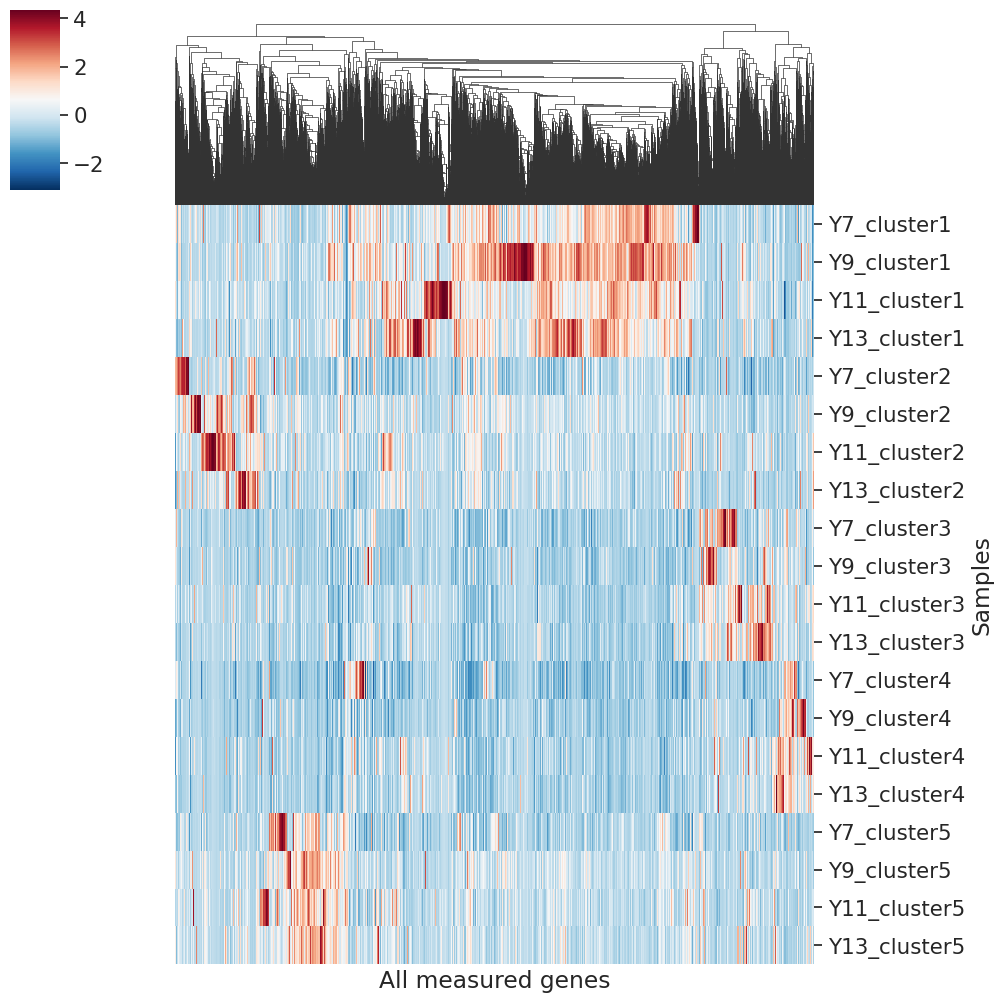 4
2
0
−2
Y7_cluster1
Y9_cluster1
Y11_cluster1
Y13_cluster1
Y7_cluster2
Y9_cluster2
Y11_cluster2
Y13_cluster2
Y7_cluster3
Y9_cluster3
Y11_cluster3
Y13_cluster3
Y7_cluster4
Y9_cluster4
Y11_cluster4
Y13_cluster4
Y7_cluster5
Y9_cluster5
Y11_cluster5
Y13_cluster5
Samples
All measured genes